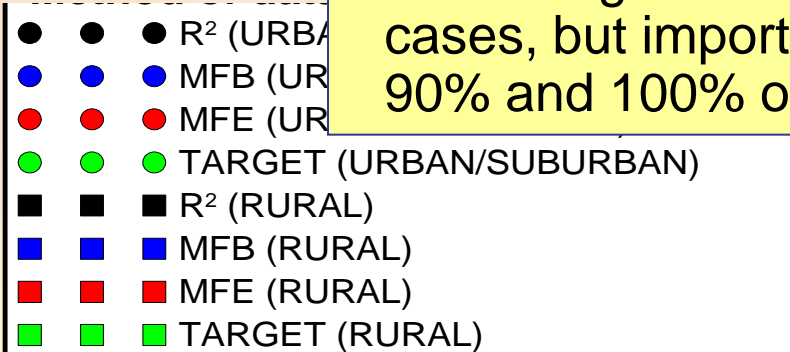 R² (URBA
MFB (UR
MFE (UR
TARGET (URBAN/SUBURBAN)
R² (RURAL)
MFB (RURAL)
MFE (RURAL)
TARGET (RURAL)
cases, but import
90% and 100% o